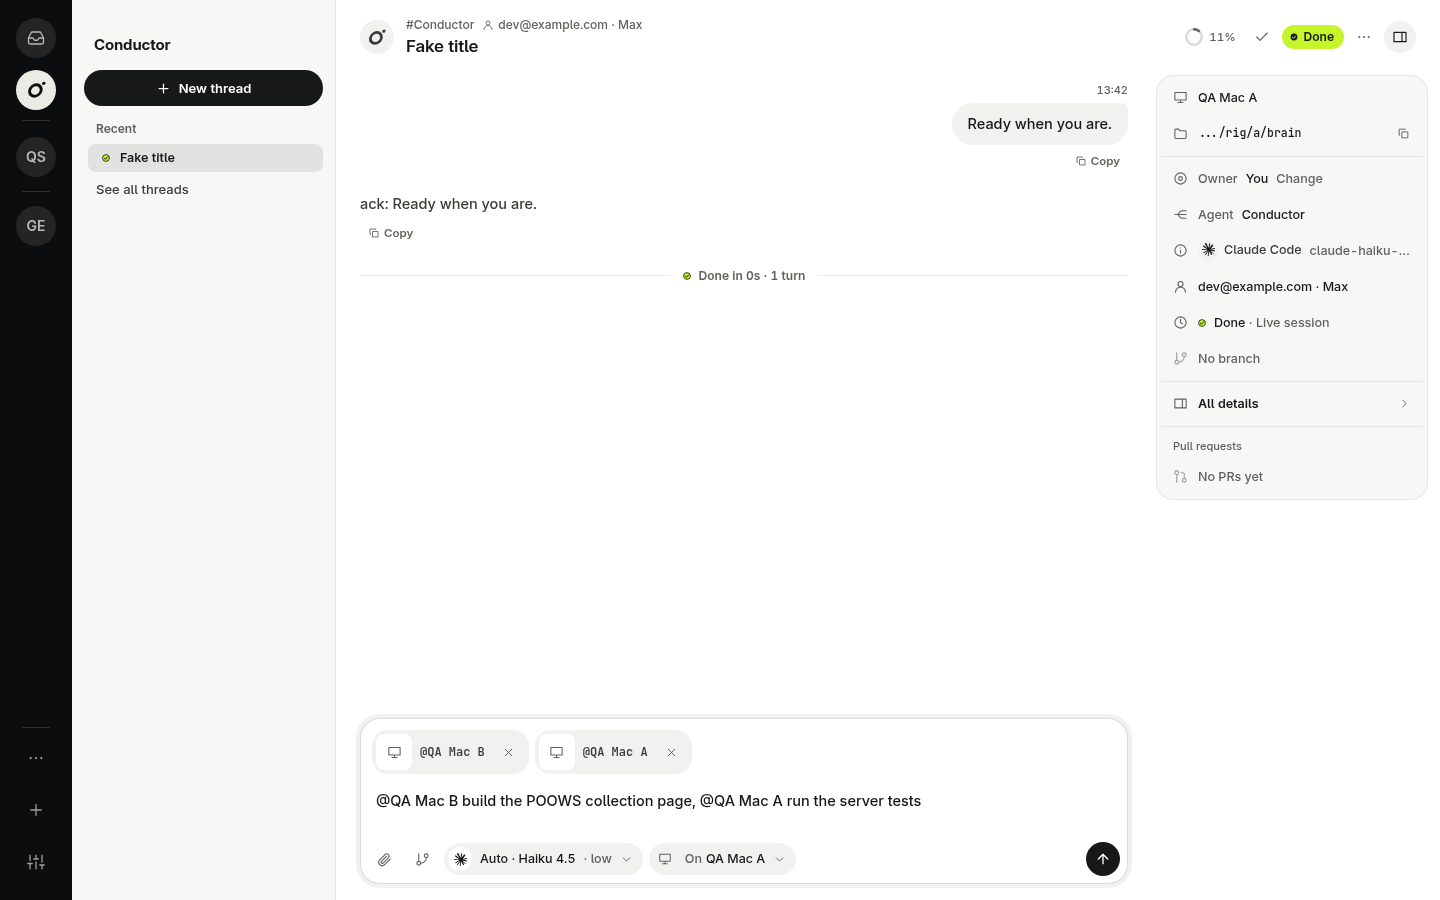 QS
GE
Conductor
New thread
Recent
Fake title
See all threads
#Conductor dev@example.com · Max
Fake title
11%
Done
13:42
Ready when you are.
Copy
ack: Ready when you are.
Copy
Done in 0s · 1 turn
@QA Mac B
@QA Mac A
@QA Mac B build the POOWS collection page, @QA Mac A run the server tests
Auto · Haiku 4.5 · low
On QA Mac A
QA Mac A
.../rig/a/brain
Owner You Change
Agent Conductor
Claude Code claude-haiku-...
dev@example.com · Max
Done · Live session
No branch
All details
Pull requests
No PRs yet